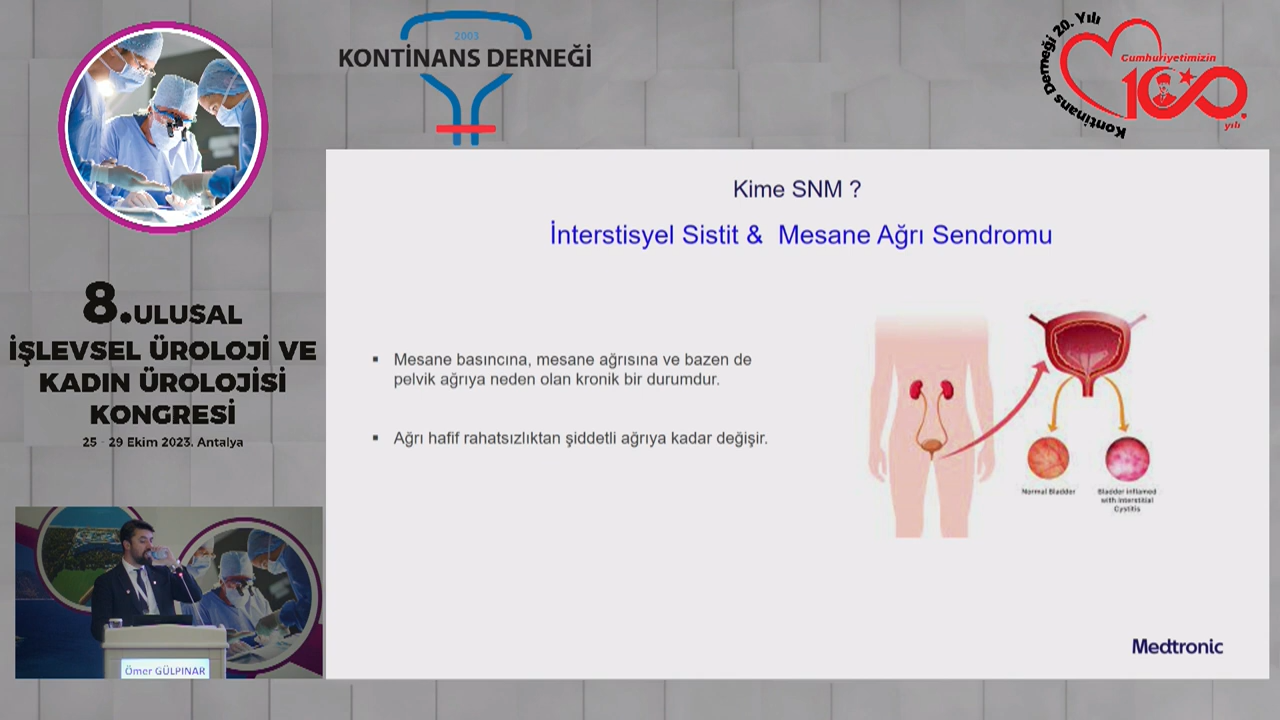 2003
KONTİNANS DERNEĞİ
Kontinans Derneği 20. Yılı
Cumhuriyetimizin
100
yılı
8.ULUSAL
İŞLEVSEL ÜROLOJİ VE
KADIN ÜROLOJİSİ
KONGRESİ
25 - 29 Ekim 2023. Antalya
Ömer GÜLPINAR
Kime SNM ?
İnterstisyel Sistit & Mesane Ağrı Sendromu
▪ Mesane basıncına, mesane ağrısına ve bazen de
pelvik ağrıya neden olan kronik bir durumdur.
▪ Ağrı hafif rahatsızlıktan şiddetli ağrıya kadar değişir.
Normal Bladder
Bladder inflamed
with Interstitial
Cystitis
Medtronic